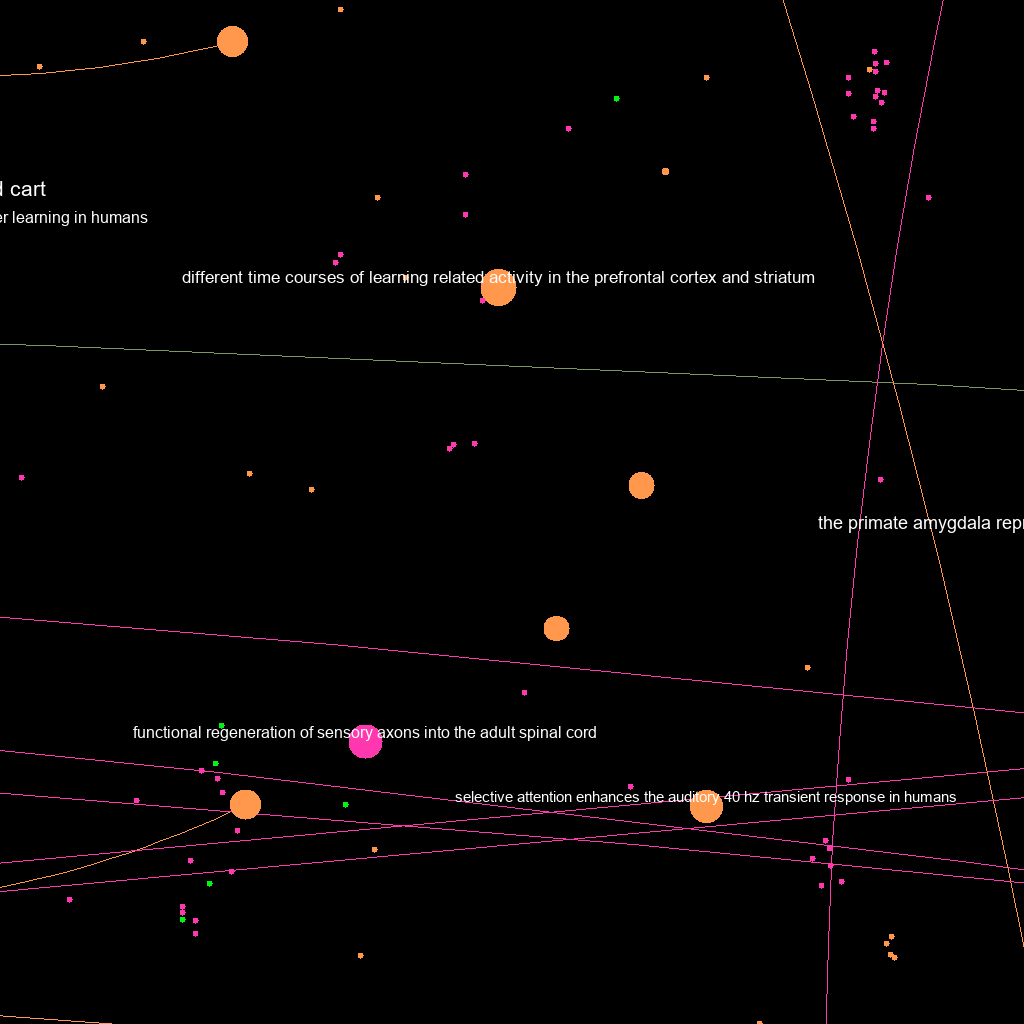 cart
learning in humans
different time courses of learning related activity in the prefrontal cortex and striatum
the primate amygdala
functional regeneration of sensory axons into the adult spinal cord
selective attention enhances the auditory 40 hz transient response in humans